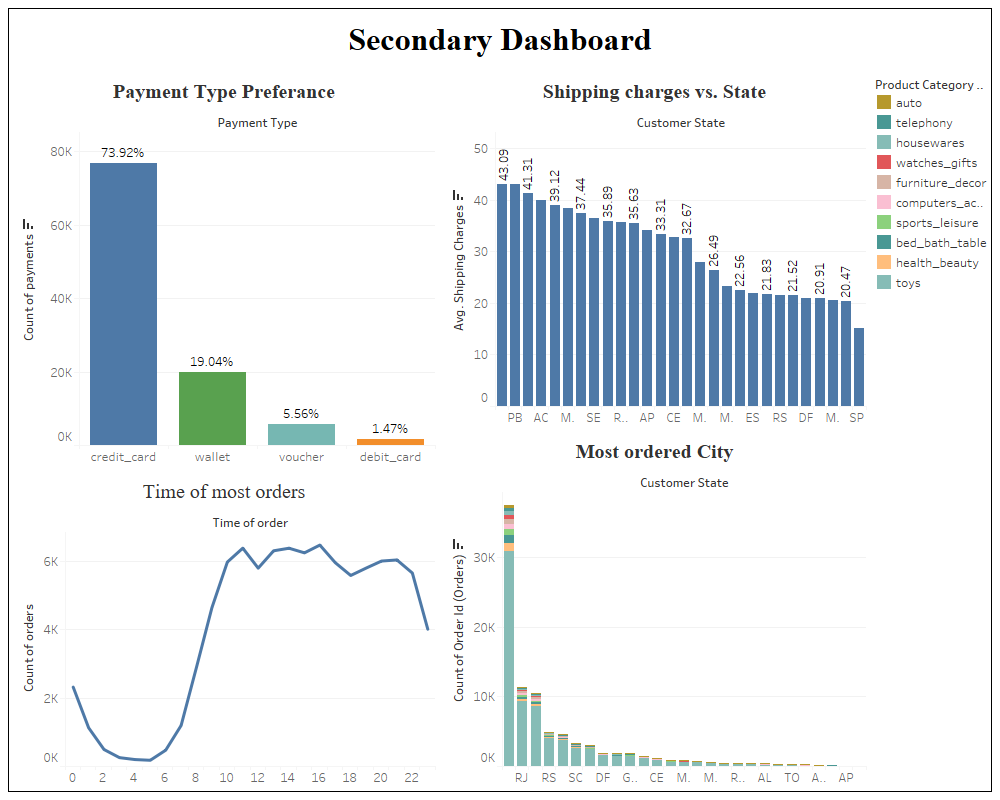 Secondary Dashboard
Payment Type Preferance
Payment Type
Count of payments
80K
60K
40K
20K
0K
73.92%
19.04%
5.56%
1.47%
credit_card wallet voucher debit_card
Shipping charges vs. State
Customer State
Avg. Shipping Charges
50
40
30
20
10
0
43.09 41.31 39.12 37.44 35.89 35.63 33.31 32.67 26.49 22.56 21.83 21.52 20.91 20.47
PB AC M. SE R.. AP CE M. M. ES RS DF M. SP
Product Category ..
auto
telephony
housewares
watches_gifts
furniture_decor
computers_ac..
sports_leisure
bed_bath_table
health_beauty
toys
Time of most orders
Time of order
Count of orders
6K
4K
2K
0K
0 2 4 6 8 10 12 14 16 18 20 22
Most ordered City
Customer State
Count of Order Id (Orders)
30K
20K
10K
0K
RJ RS SC DF G.. CE M. M. R.. AL TO A.. AP